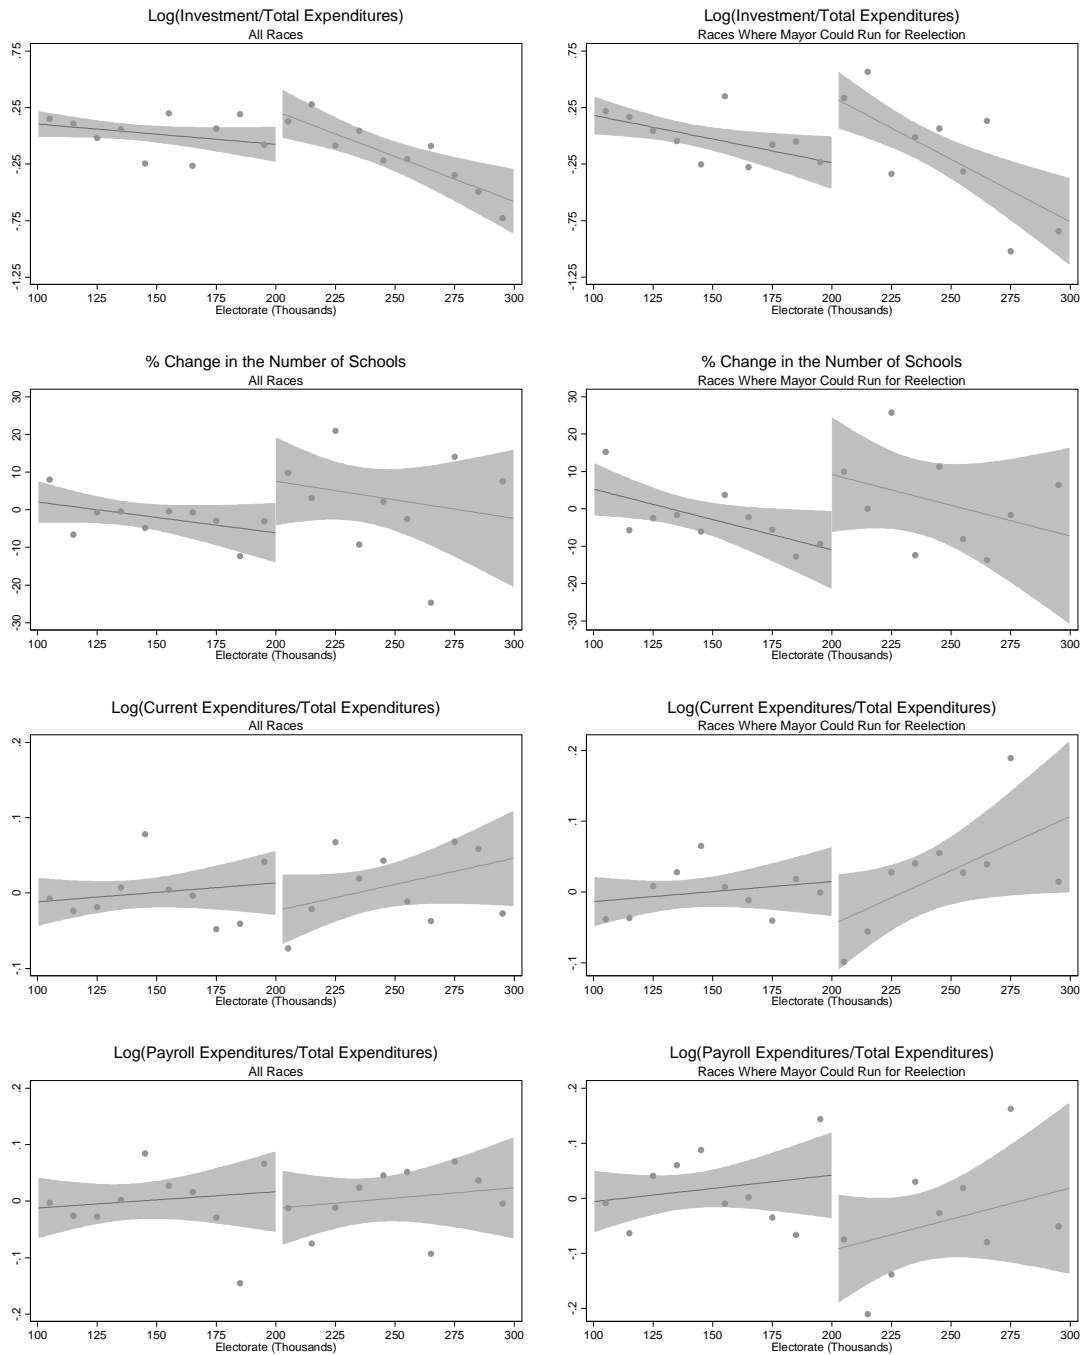 Log(Investment/Total Expenditures)
All Races
.75
.25
-.25
-.75
-1.25
100 125 150 175 200 225 250 275 300
Electorate (Thousands)
Log(Investment/Total Expenditures)
Races Where Mayor Could Run for Reelection
.75
.25
-.25
-.75
-1.25
100 125 150 175 200 225 250 275 300
Electorate (Thousands)
% Change in the Number of Schools
All Races
30
20
10
0
-10
-20
-30
100 125 150 175 200 225 250 275 300
Electorate (Thousands)
% Change in the Number of Schools
Races Where Mayor Could Run for Reelection
30
20
10
0
-10
-20
-30
100 125 150 175 200 225 250 275 300
Electorate (Thousands)
Log(Current Expenditures/Total Expenditures)
All Races
.2
.1
0
-.1
100 125 150 175 200 225 250 275 300
Electorate (Thousands)
Log(Current Expenditures/Total Expenditures)
Races Where Mayor Could Run for Reelection
.2
.1
0
-.1
100 125 150 175 200 225 250 275 300
Electorate (Thousands)
Log(Payroll Expenditures/Total Expenditures)
All Races
.2
.1
0
-.1
-.2
100 125 150 175 200 225 250 275 300
Electorate (Thousands)
Log(Payroll Expenditures/Total Expenditures)
Races Where Mayor Could Run for Reelection
.2
.1
0
-.1
-.2
100 125 150 175 200 225 250 275 300
Electorate (Thousands)